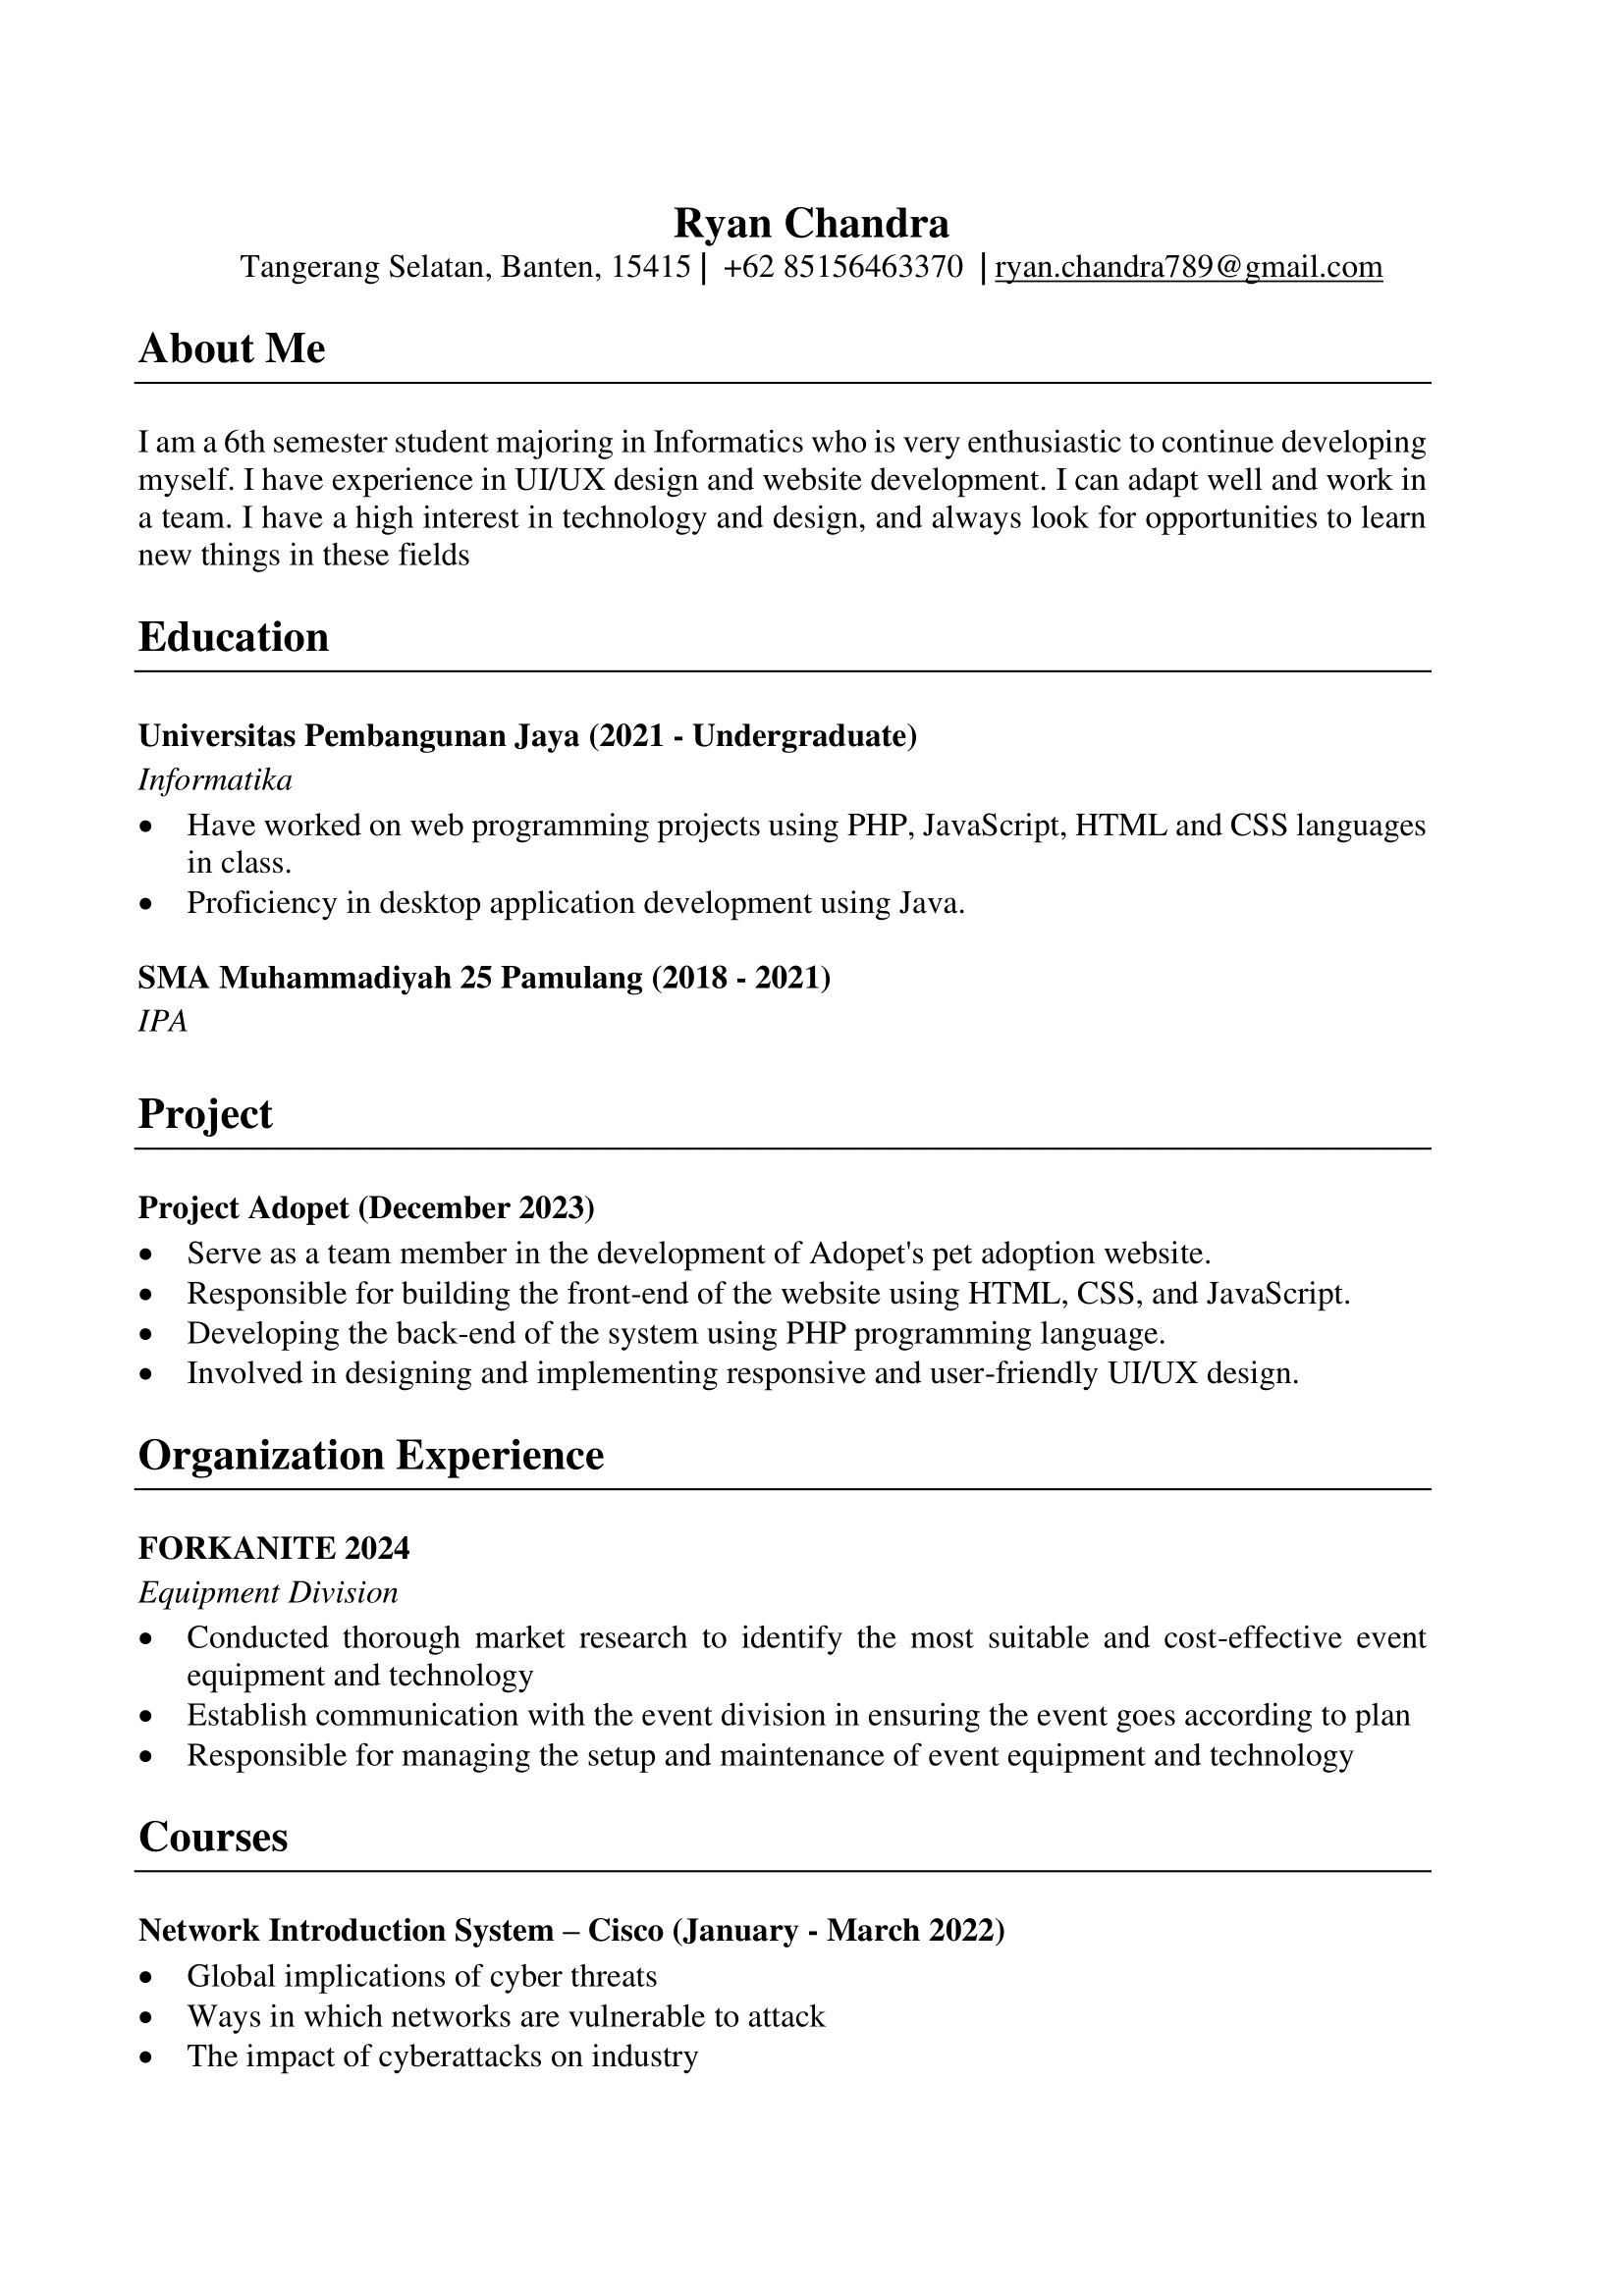 Ryan Chandra
Tangerang Selatan, Banten, 15415 | +62 85156463370 | ryan.chandra789@gmail.com
About Me
I am a 6th semester student majoring in Informatics who is very enthusiastic to continue developing
myself. I have experience in UI/UX design and website development. I can adapt well and work in
a team. I have a high interest in technology and design, and always look for opportunities to learn
new things in these fields
Education
Universitas Pembangunan Jaya (2021 - Undergraduate)
Informatika
• Have worked on web programming projects using PHP, JavaScript, HTML and CSS languages
in class.
• Proficiency in desktop application development using Java.
SMA Muhammadiyah 25 Pamulang (2018 - 2021)
IPA
Project
Project Adopet (December 2023)
• Serve as a team member in the development of Adopet's pet adoption website.
• Responsible for building the front-end of the website using HTML, CSS, and JavaScript.
• Developing the back-end of the system using PHP programming language.
• Involved in designing and implementing responsive and user-friendly UI/UX design.
Organization Experience
FORKANITE 2024
Equipment Division
• Conducted thorough market research to identify the most suitable and cost-effective event
equipment and technology
• Establish communication with the event division in ensuring the event goes according to plan
• Responsible for managing the setup and maintenance of event equipment and technology
Courses
Network Introduction System – Cisco (January - March 2022)
• Global implications of cyber threats
• Ways in which networks are vulnerable to attack
• The impact of cyberattacks on industry